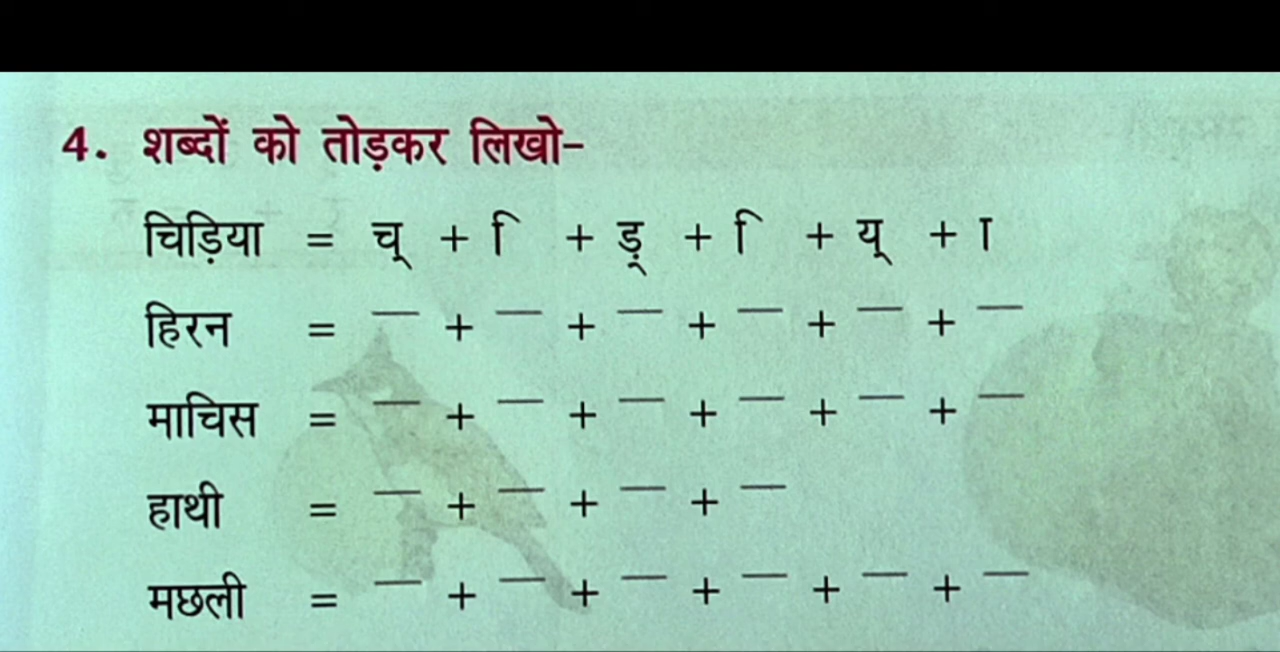 4. शब्दों को तोड़कर लिखो-
चिड़िया = च् + ि + ड़् + ि + य् + ा
हिरन = — + — + — + — + — + —
माचिस = — + — + — + — + — + —
हाथी = — + — + — + —
मछली = — + — + — + — + — + —